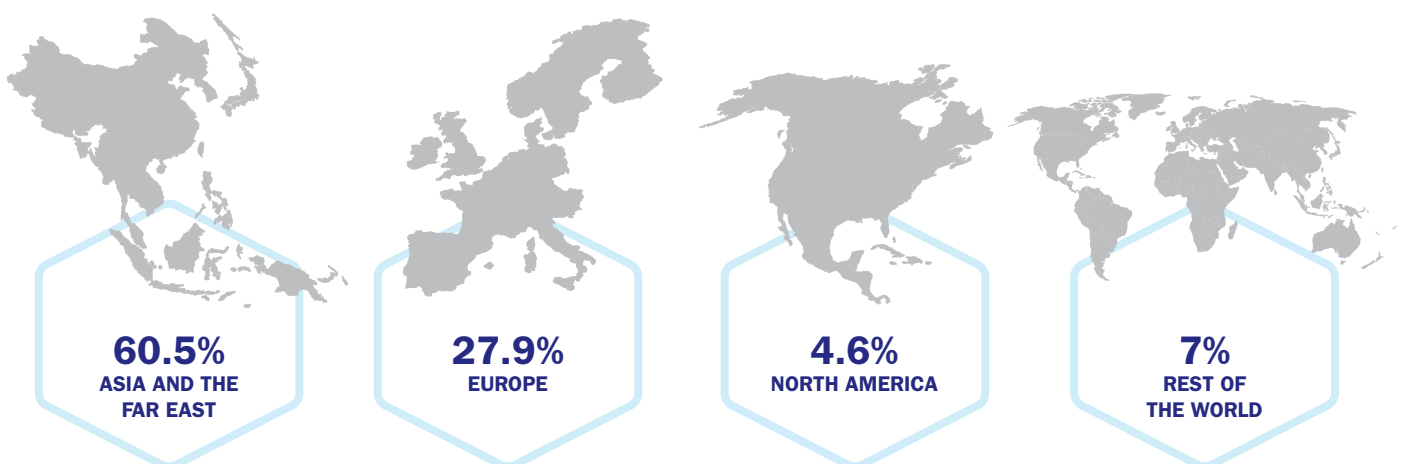 60.5%
ASIA AND THE
FAR EAST
27.9%
EUROPE
4.6%
NORTH AMERICA
7%
REST OF
THE WORLD